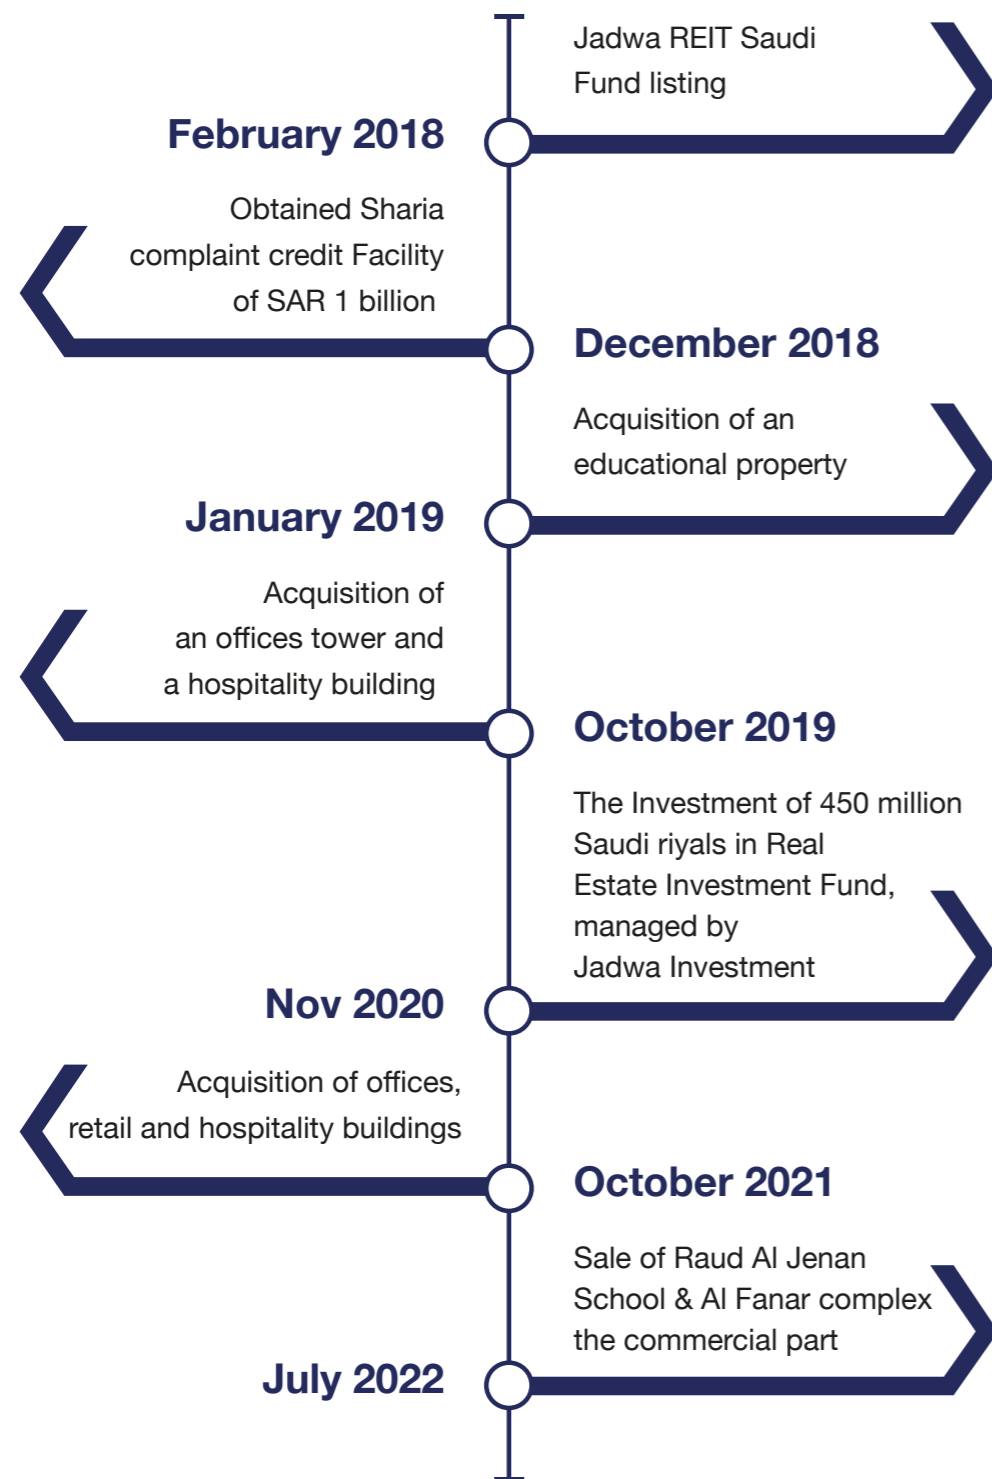 Jadwa REIT Saudi
Fund listing
February 2018
Obtained Sharia
complaint credit Facility
of SAR 1 billion
December 2018
Acquisition of an
educational property
January 2019
Acquisition of
an offices tower and
a hospitality building
October 2019
The Investment of 450 million
Saudi riyals in Real
Estate Investment Fund,
managed by
Jadwa Investment
Nov 2020
Acquisition of offices,
retail and hospitality buildings
October 2021
Sale of Raud Al Jenan
School & Al Fanar complex
the commercial part
July 2022